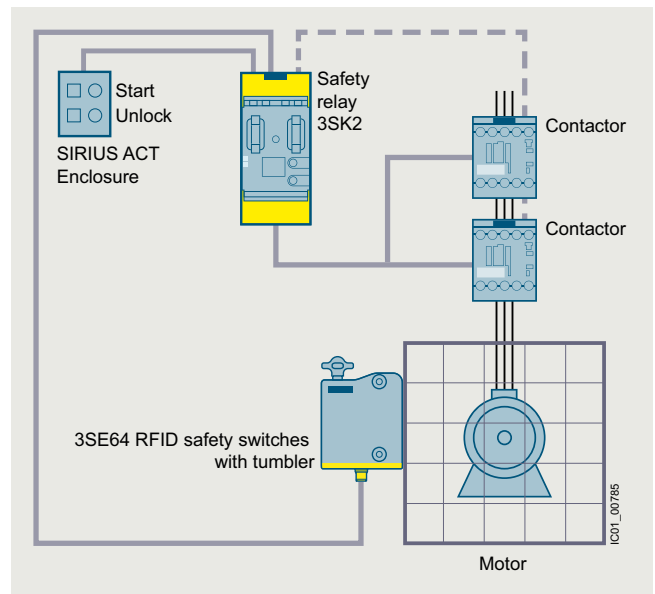 Start
Unlock
SIRIUS ACT
Enclosure
Safety
relay
3SK2
Contactor
Contactor
3SE64 RFID safety switches
with tumbler
Motor
IC01_00785